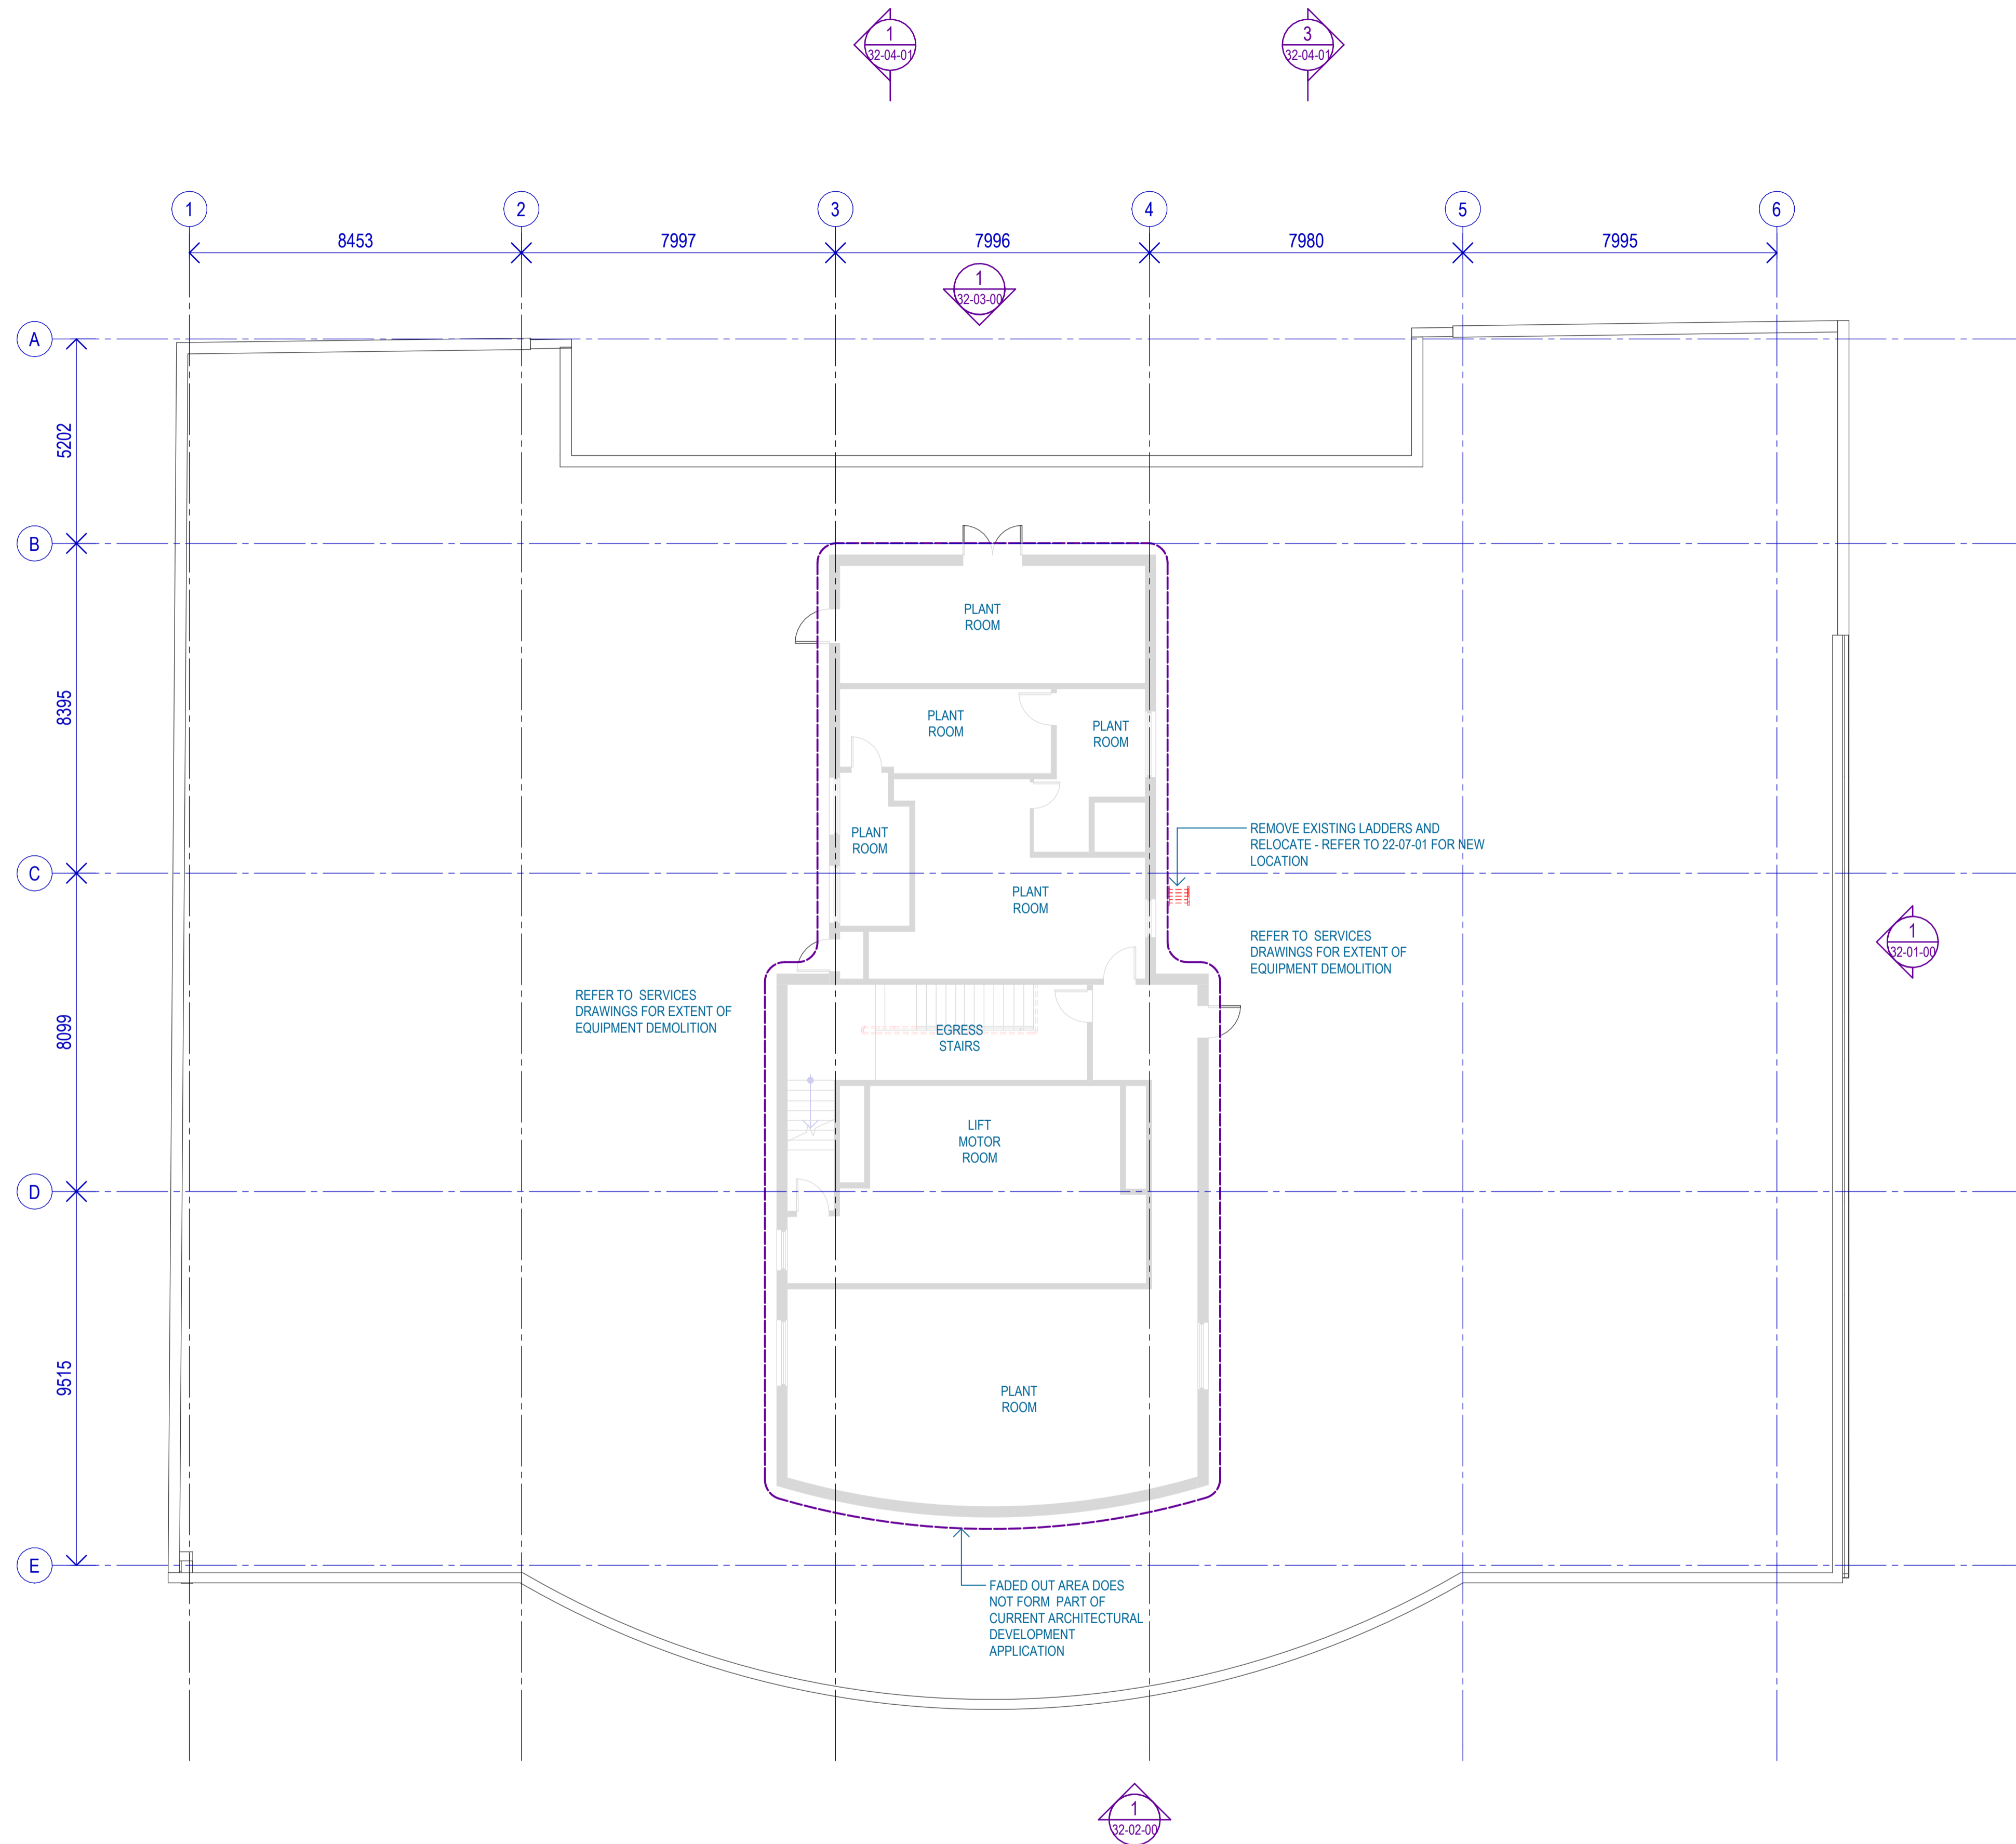 1
32-04-01
3
32-04-01
1
2
3
4
5
6
8453
7997
7996
7980
7995
1
32-03-00
A
5202
B
PLANT
ROOM
8395
PLANT
ROOM
PLANT
ROOM
PLANT
ROOM
REMOVE EXISTING LADDERS AND
RELOCATE - REFER TO 22-07-01 FOR NEW
LOCATION
C
PLANT
ROOM
REFER TO SERVICES
DRAWINGS FOR EXTENT OF
EQUIPMENT DEMOLITION
1
32-01-00
REFER TO SERVICES
DRAWINGS FOR EXTENT OF
EQUIPMENT DEMOLITION
8099
EGRESS
STAIRS
LIFT
MOTOR
ROOM
D
9515
PLANT
ROOM
E
FADED OUT AREA DOES
NOT FORM PART OF
CURRENT ARCHITECTURAL
DEVELOPMENT
APPLICATION
1
32-02-00